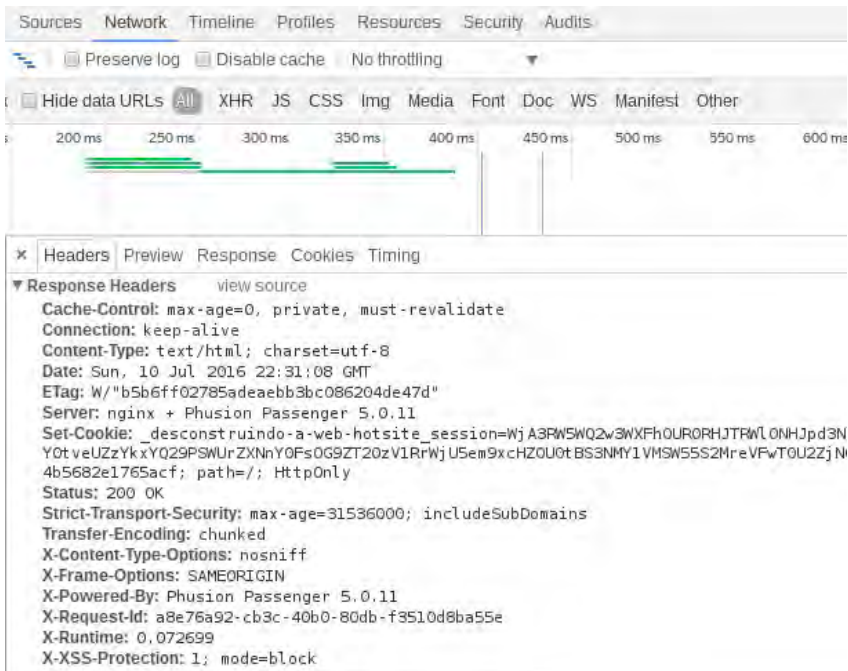 Sources Network Timeline Profiles Resources Security Audits
Preserve log Disable cache No throttling
Hide data URLs All XHR JS CSS Img Media Font Doc WS Manifest Other
200 ms 250 ms 300 ms 350 ms 400 ms 450 ms 500 ms 550 ms 600 ms
× Headers Preview Response Cookies Timing
▼ Response Headers view source
Cache-Control: max-age=0, private, must-revalidate
Connection: keep-alive
Content-Type: text/html; charset=utf-8
Date: Sun, 10 Jul 2016 22:31:08 GMT
ETag: W/"b5b6ff02785adeaebb3bc086204de47d"
Server: nginx + Phusion Passenger 5.0.11
Set-Cookie: _desconstruindo-a-web-hotsite_session=
4b5682e1765acf; path=/; HttpOnly
Status: 200 OK
Strict-Transport-Security: max-age=31536000; includeSubDomains
Transfer-Encoding: chunked
X-Content-Type-Options: nosniff
X-Frame-Options: SAMEORIGIN
X-Powered-By: Phusion Passenger 5.0.11
X-Request-Id: a8e76a92-cb3c-40b0-80db-f3510d8ba55e
X-Runtime: 0.072699
X-XSS-Protection: 1; mode=block